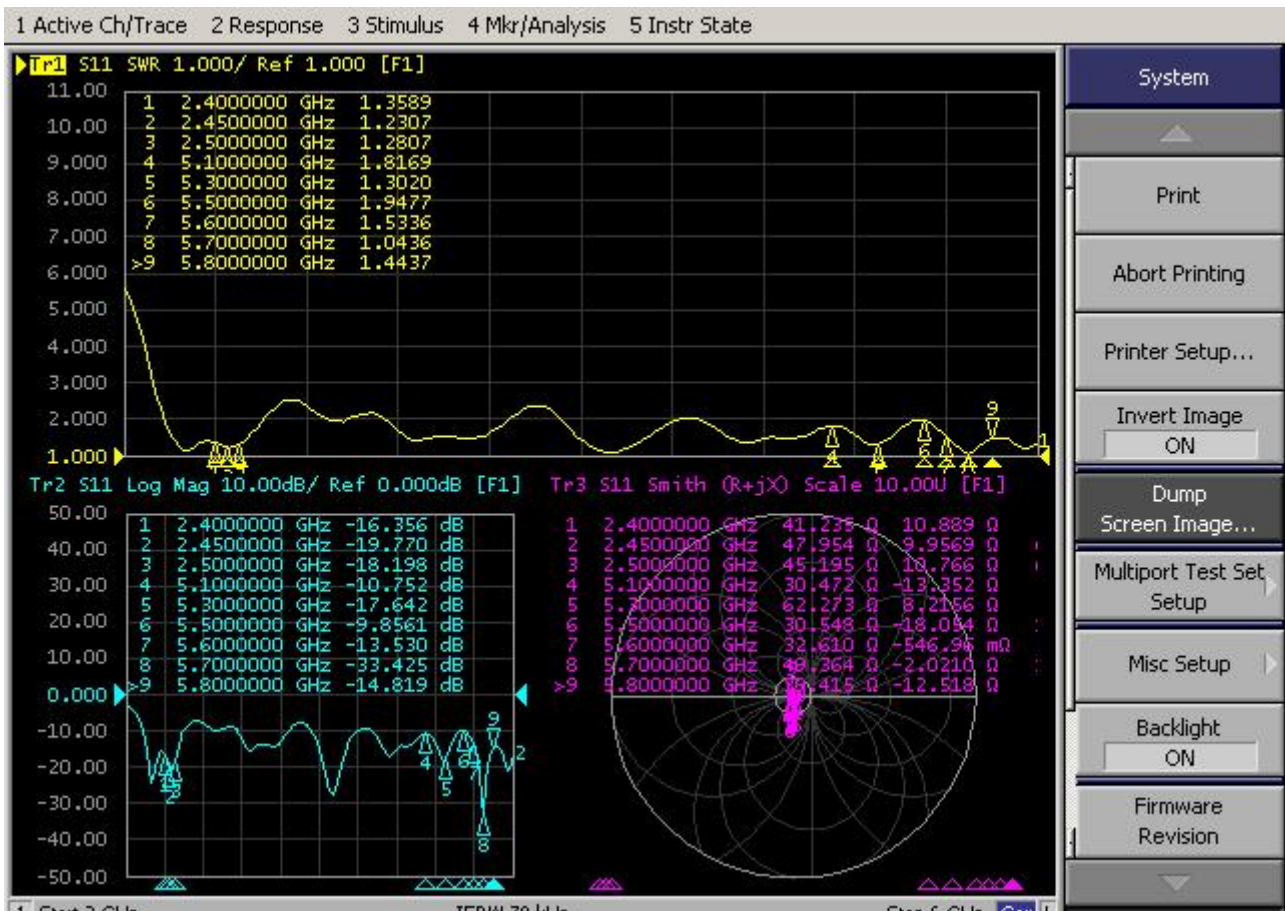 1 Active Ch/Trace 2 Response 3 Stimulus 4 Mkr/Analysis 5 Instr State
Tr1 S11 SWR 1.000/ Ref 1.000 [F1]
11.00
10.00
9.000
8.000
7.000
6.000
5.000
4.000
3.000
2.000
1.000
1 2.4000000 GHz 1.3589
2 2.4500000 GHz 1.2307
3 2.5000000 GHz 1.2807
4 5.1000000 GHz 1.8169
5 5.3000000 GHz 1.3020
6 5.5000000 GHz 1.9477
7 5.6000000 GHz 1.5336
8 5.7000000 GHz 1.0436
>9 5.8000000 GHz 1.4437
9
4
6
1
Tr2 S11 Log Mag 10.00dB/ Ref 0.000dB [F1]
50.00
40.00
30.00
20.00
10.00
0.000
-10.00
-20.00
-30.00
-40.00
-50.00
1 2.4000000 GHz -16.356 dB
2 2.4500000 GHz -19.770 dB
3 2.5000000 GHz -18.198 dB
4 5.1000000 GHz -10.752 dB
5 5.3000000 GHz -17.642 dB
6 5.5000000 GHz -9.8561 dB
7 5.6000000 GHz -13.530 dB
8 5.7000000 GHz -33.425 dB
>9 5.8000000 GHz -14.819 dB
9
4
6
2
5
8
Tr3 S11 Smith (R+jX) Scale 10.00U [F1]
1 2.4000000 GHz 41.235 Ω 10.889 Ω
2 2.4500000 GHz 47.954 Ω 9.9569 Ω
3 2.5000000 GHz 45.195 Ω 10.766 Ω
4 5.1000000 GHz 30.472 Ω -13.352 Ω
5 5.3000000 GHz 62.273 Ω 8.2156 Ω
6 5.5000000 GHz 30.548 Ω -18.054 Ω
7 5.6000000 GHz 32.610 Ω mΩ
8 5.7000000 GHz Ω -2.0210 Ω
>9 5.8000000 GHz Ω -12.518 Ω
System
Print
Abort Printing
Printer Setup...
Invert Image
ON
Dump
Screen Image...
Multiport Test Set
Setup
Misc Setup
Backlight
ON
Firmware
Revision